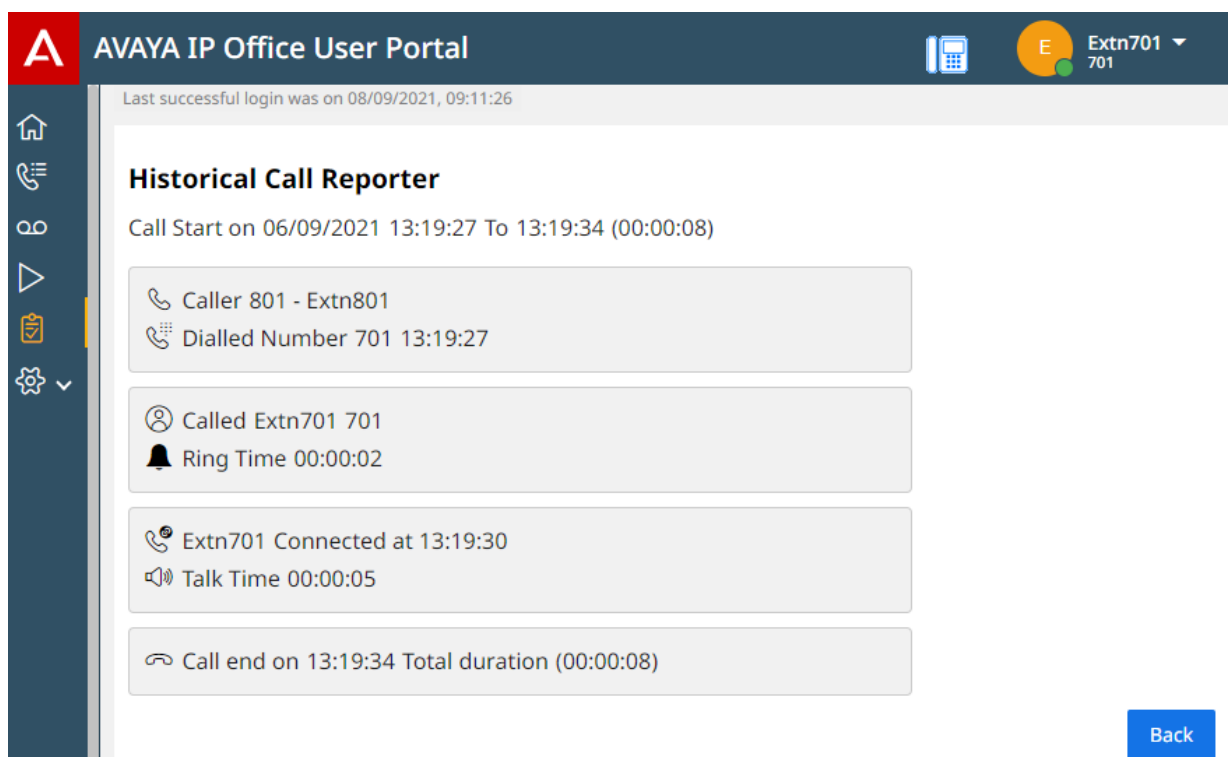 AVAYA IP Office User Portal
E
Extn701
701
Last successful login was on 08/09/2021, 09:11:26
Historical Call Reporter
Call Start on 06/09/2021 13:19:27 To 13:19:34 (00:00:08)
Caller 801 - Extn801
Dialled Number 701 13:19:27
Called Extn701 701
Ring Time 00:00:02
Extn701 Connected at 13:19:30
Talk Time 00:00:05
Call end on 13:19:34 Total duration (00:00:08)
Back